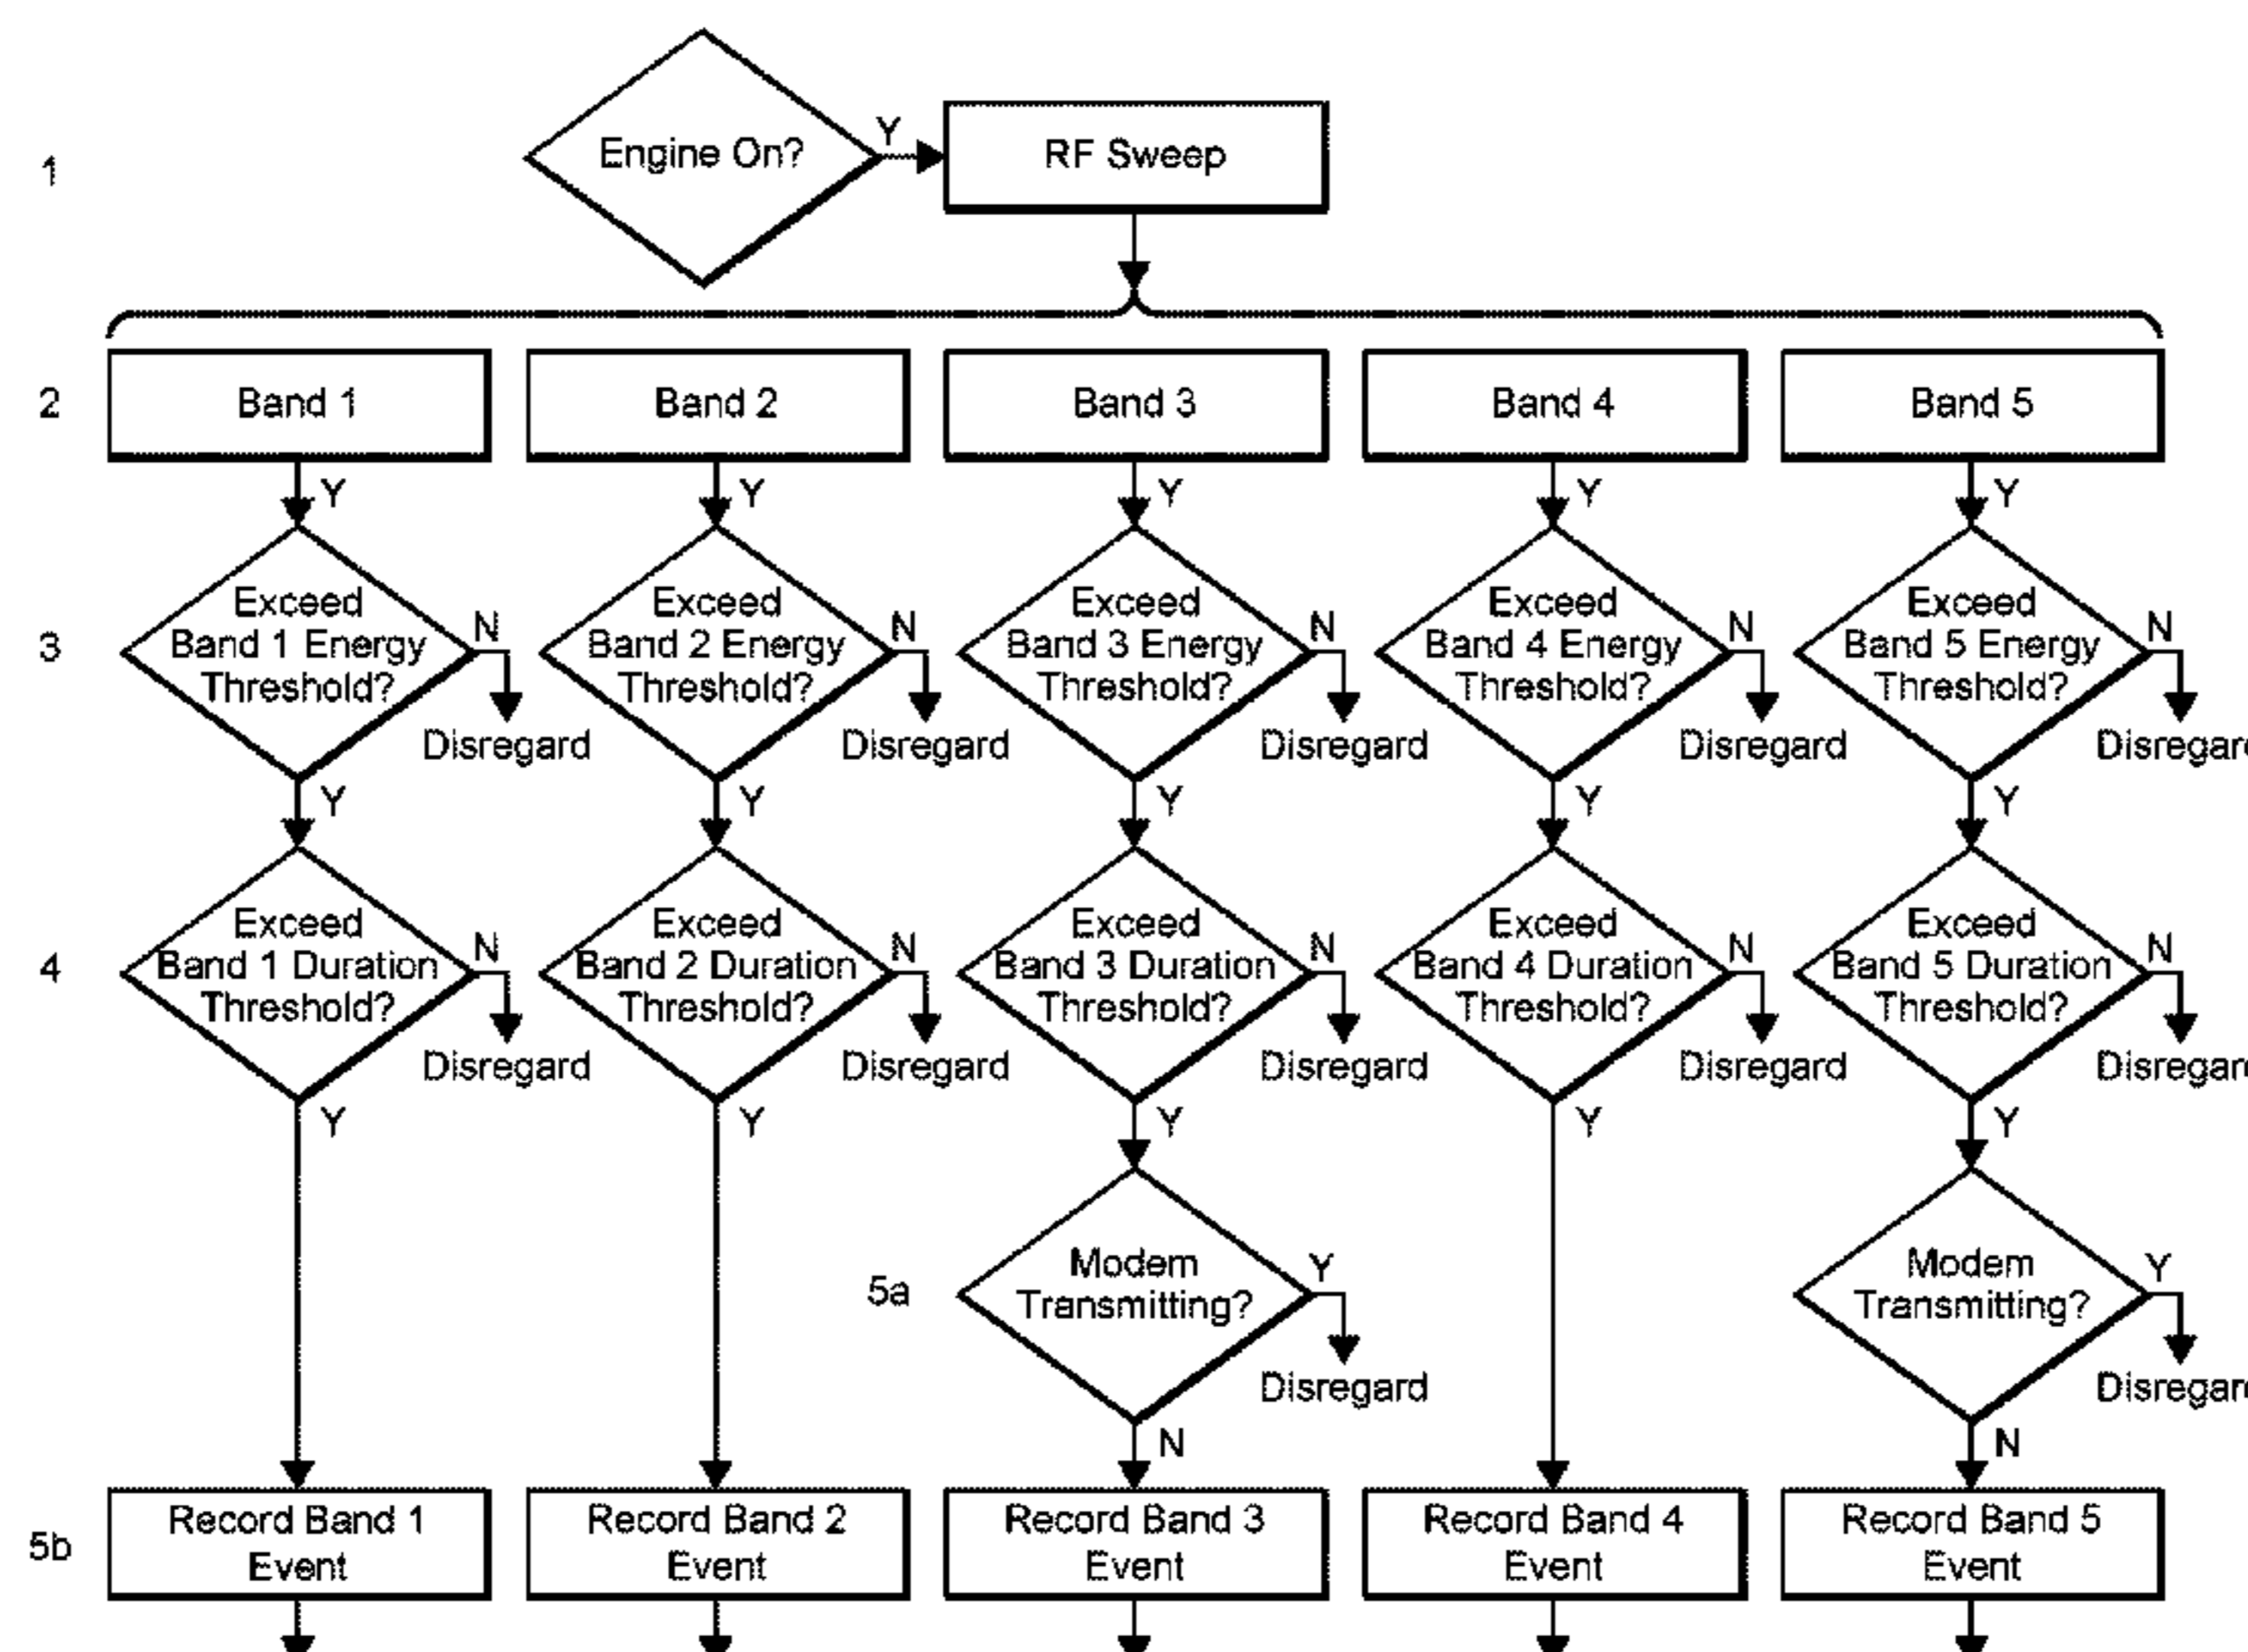 Y
1
Engine On?
RF Sweep
2
Band 1
Band 2
Band 3
Band 4
Band 5
Y
Y
Y
Y
Y
Exceed
Band 1 Energy
Threshold?
N
Disregard
Exceed
Band 2 Energy
Threshold?
N
Disregard
Exceed
Band 3 Energy
Threshold?
N
Disregard
Exceed
Band 4 Energy
Threshold?
N
Disregard
Exceed
Band 5 Energy
Threshold?
N
Disregar
3
Y
Y
Y
Y
Y
4
Exceed
Band 1 Duration
Threshold?
N
Disregard
Exceed
Band 2 Duration
Threshold?
N
Disregard
Exceed
Band 3 Duration
Threshold?
N
Disregard
Exceed
Band 4 Duration
Threshold?
N
Disregard
Exceed
Band 5 Duration
Threshold?
N
Disregar
Y
Y
Y
Y
Y
5a
Modem
Transmitting?
Y
Disregard
Modem
Transmitting?
Y
Disregar
N
N
5b
Record Band 1
Event
Record Band 2
Event
Record Band 3
Event
Record Band 4
Event
Record Band 5
Event